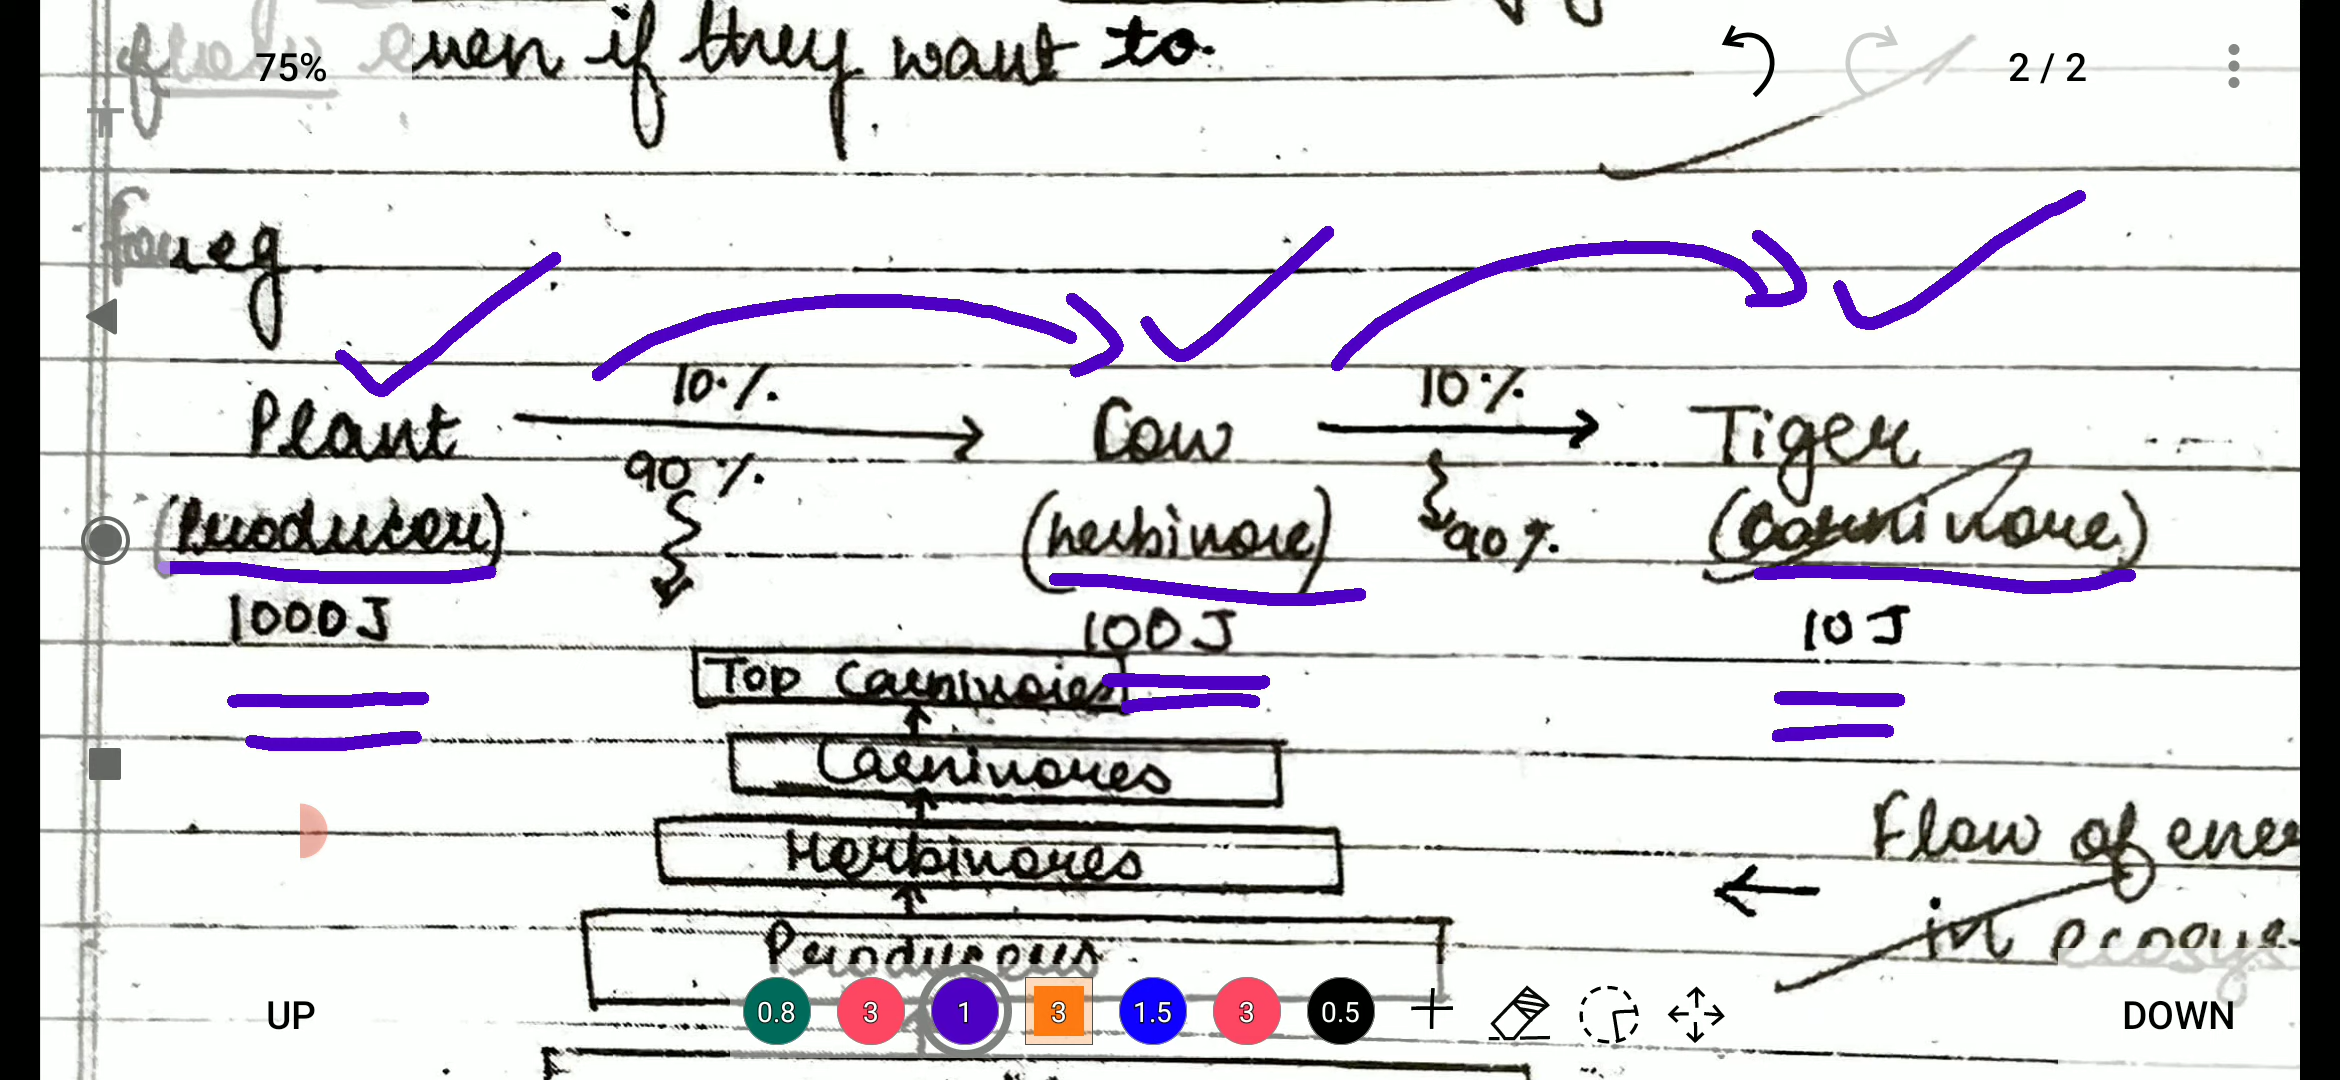 freely even if they want to.
75%
2 / 2
for eg.
10% 10%
Plant Cow Tiger
90% 90%
(Producer) (herbivore) (carnivore)
1000J 100J 10J
Top Carnivores
Carnivores
Herbivores
Flow of ener
in ecosys-
Producers
UP 0.8 3 1 3 1.5 3 0.5 DOWN